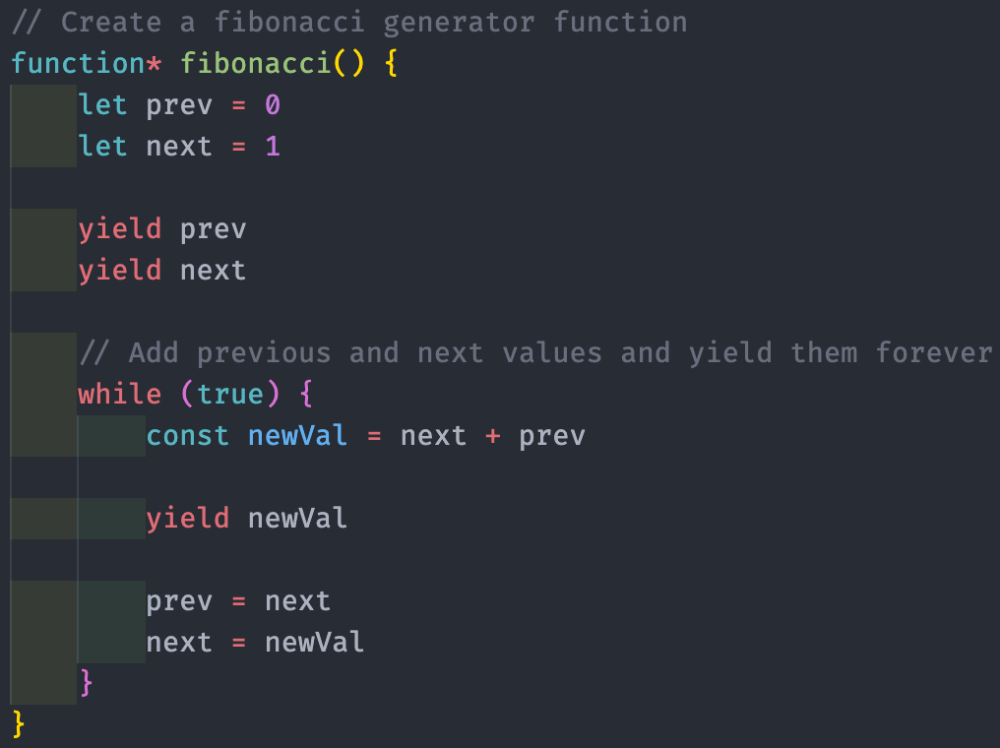 // Create a fibonacci generator function
function* fibonacci() {
    let prev = 0
    let next = 1

    yield prev
    yield next

    // Add previous and next values and yield them forever
    while (true) {
        const newVal = next + prev

        yield newVal

        prev = next
        next = newVal
    }
}